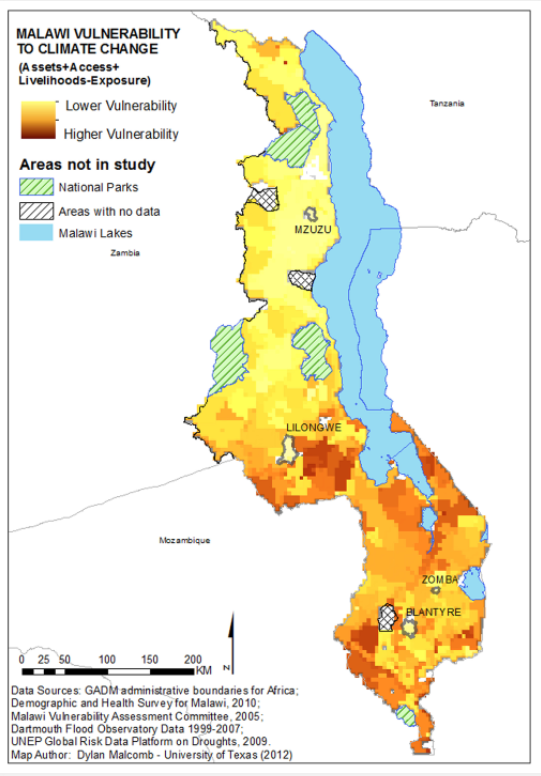 MALAWI VULNERABILITY
TO CLIMATE CHANGE
(Assets+Access+
Livelihoods-Exposure)
Lower Vulnerability
Higher Vulnerability
Areas not in study
National Parks
Areas with no data
Malawi Lakes
Tanzania
Zambia
MZUZU
LILONGWE
Mozambique
ZOMBA
BLANTYRE
0 25 50 100 150 200
KM
N
Data Sources: GADM administrative boundaries for Africa;
Demographic and Health Survey for Malawi, 2010;
Malawi Vulnerability Assessment Committee, 2005;
Dartmouth Flood Observatory Data 1999-2007;
UNEP Global Risk Data Platform on Droughts, 2009.
Map Author: Dylan Malcomb - University of Texas (2012)